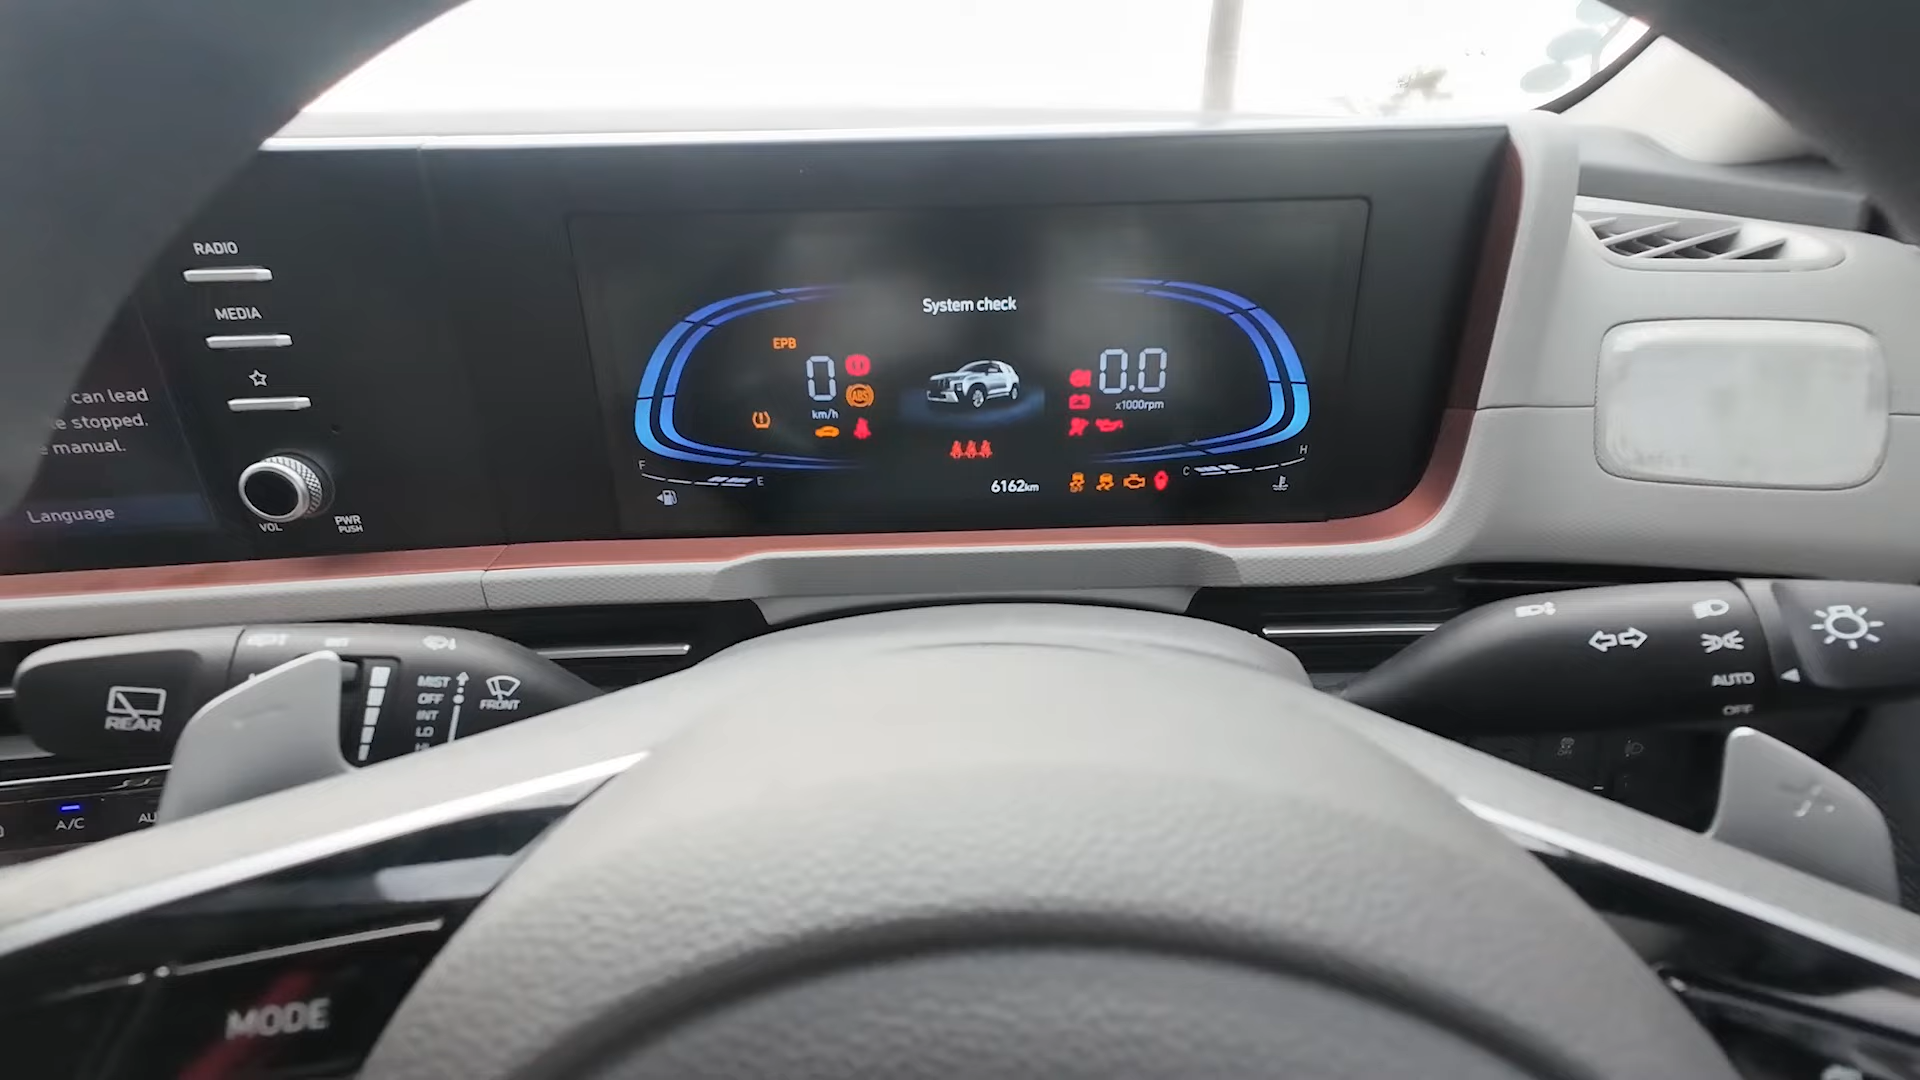 RADIO
MEDIA
can lead
stopped.
manual.
Language
VOL
PWR
PUSH
System check
EPB
0
km/h
ABS
0.0
x1000rpm
F
E
6162km
OFF
C
H
REAR
MIST
OFF
INT
LO
FRONT
AUTO
OFF
A/C
MODE